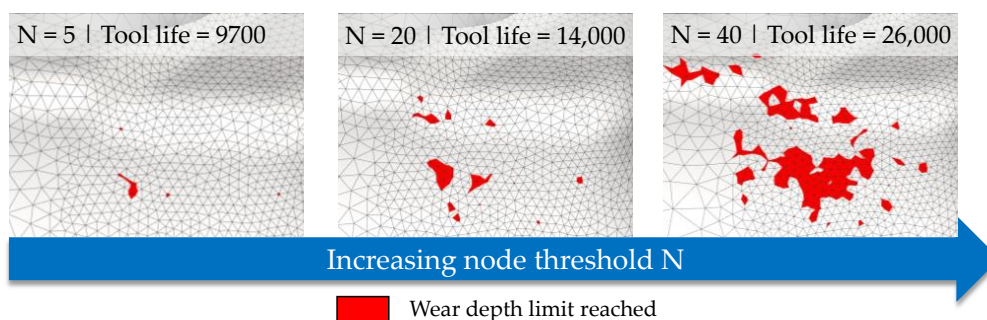 N = 5 | Tool life = 9700
N = 20 | Tool life = 14,000
N = 40 | Tool life = 26,000
Increasing node threshold N
Wear depth limit reached